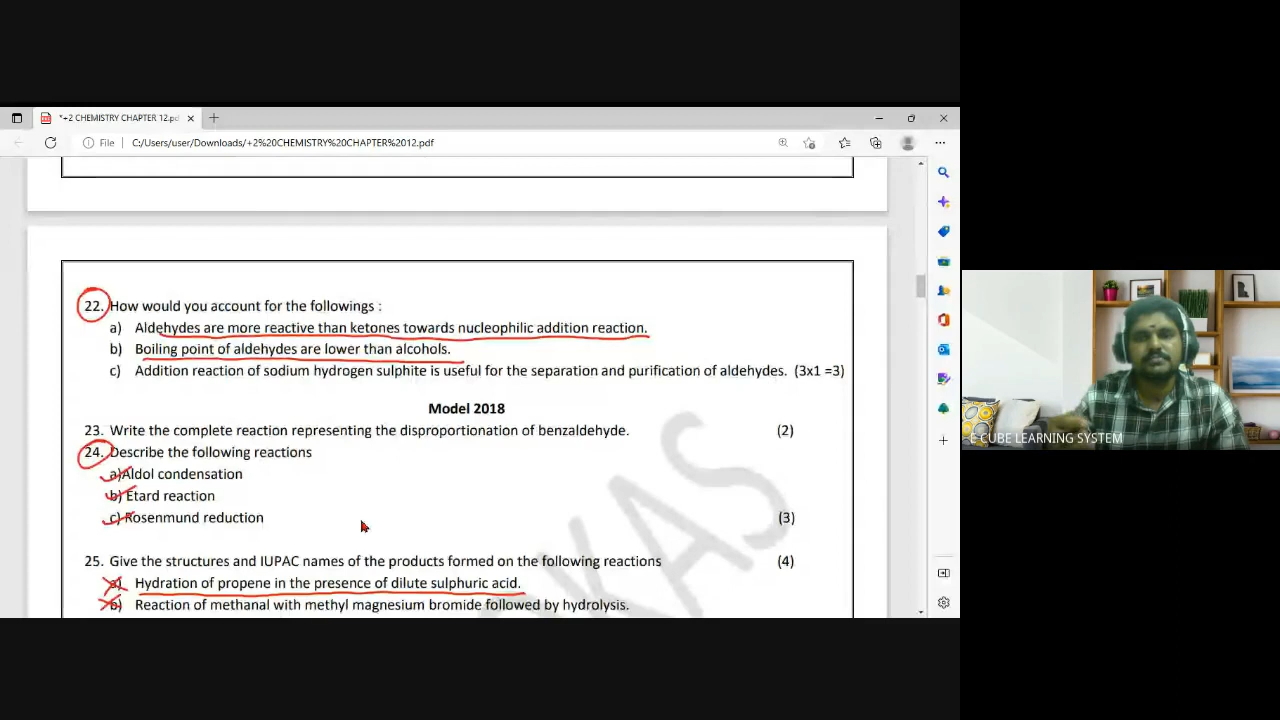 *+2 CHEMISTRY CHAPTER 12.pd
File
C:/Users/user/Downloads/+2%20CHEMISTRY%20CHAPTER%2012.pdf
22. How would you account for the followings :
a) Aldehydes are more reactive than ketones towards nucleophilic addition reaction.
b) Boiling point of aldehydes are lower than alcohols.
c) Addition reaction of sodium hydrogen sulphite is useful for the separation and purification of aldehydes. (3x1 =3)
Model 2018
23. Write the complete reaction representing the disproportionation of benzaldehyde. (2)
24. Describe the following reactions
a)Aldol condensation
b) Etard reaction
c) Rosenmund reduction (3)
25. Give the structures and IUPAC names of the products formed on the following reactions (4)
a) Hydration of propene in the presence of dilute sulphuric acid.
b) Reaction of methanal with methyl magnesium bromide followed by hydrolysis.
E CUBE LEARNING SYSTEM